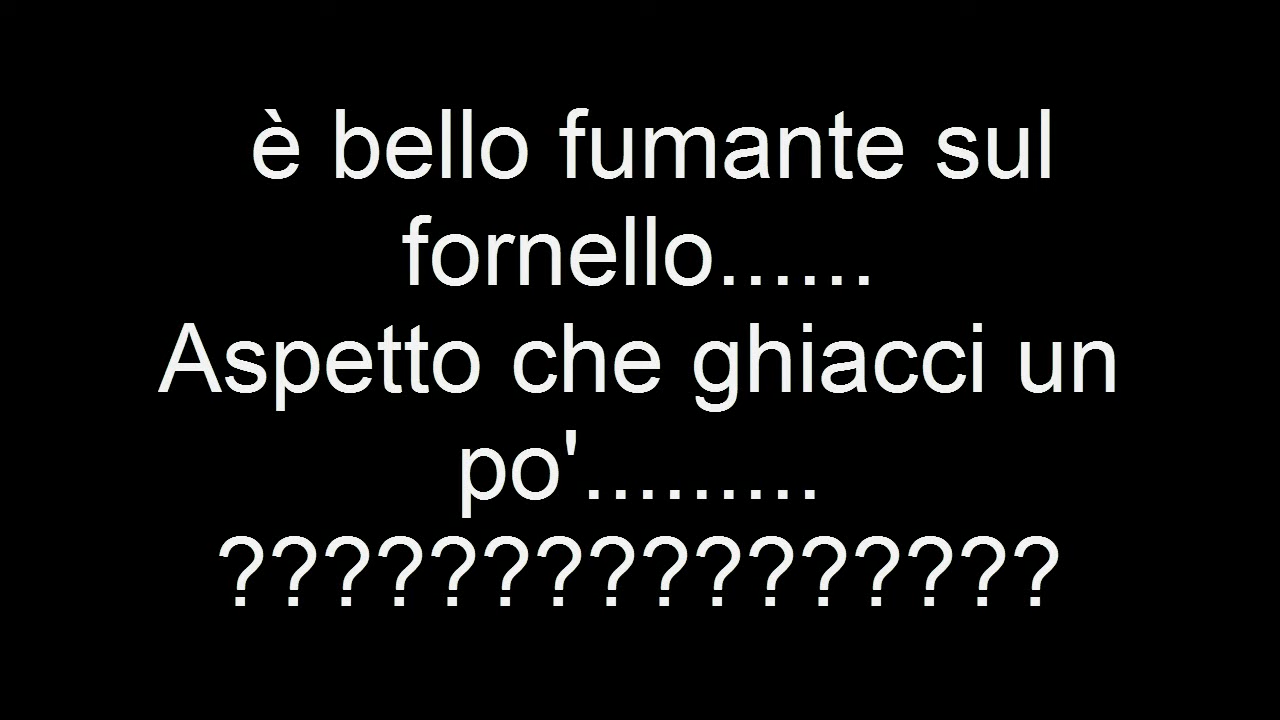 è bello fumante sul
fornello......
Aspetto che ghiacci un
po'.........
????????????????